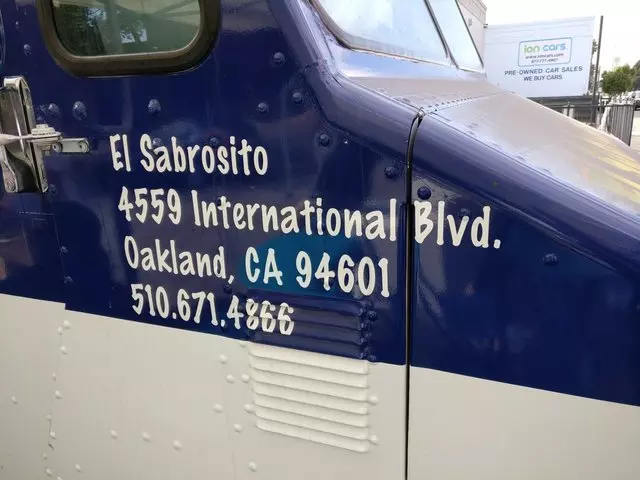 El Sabrosito
4559 International Blvd.
Oakland, CA 94601
510.671.4866
ion cars.
PRE-OWNED CAR SALES
WE BUY CARS